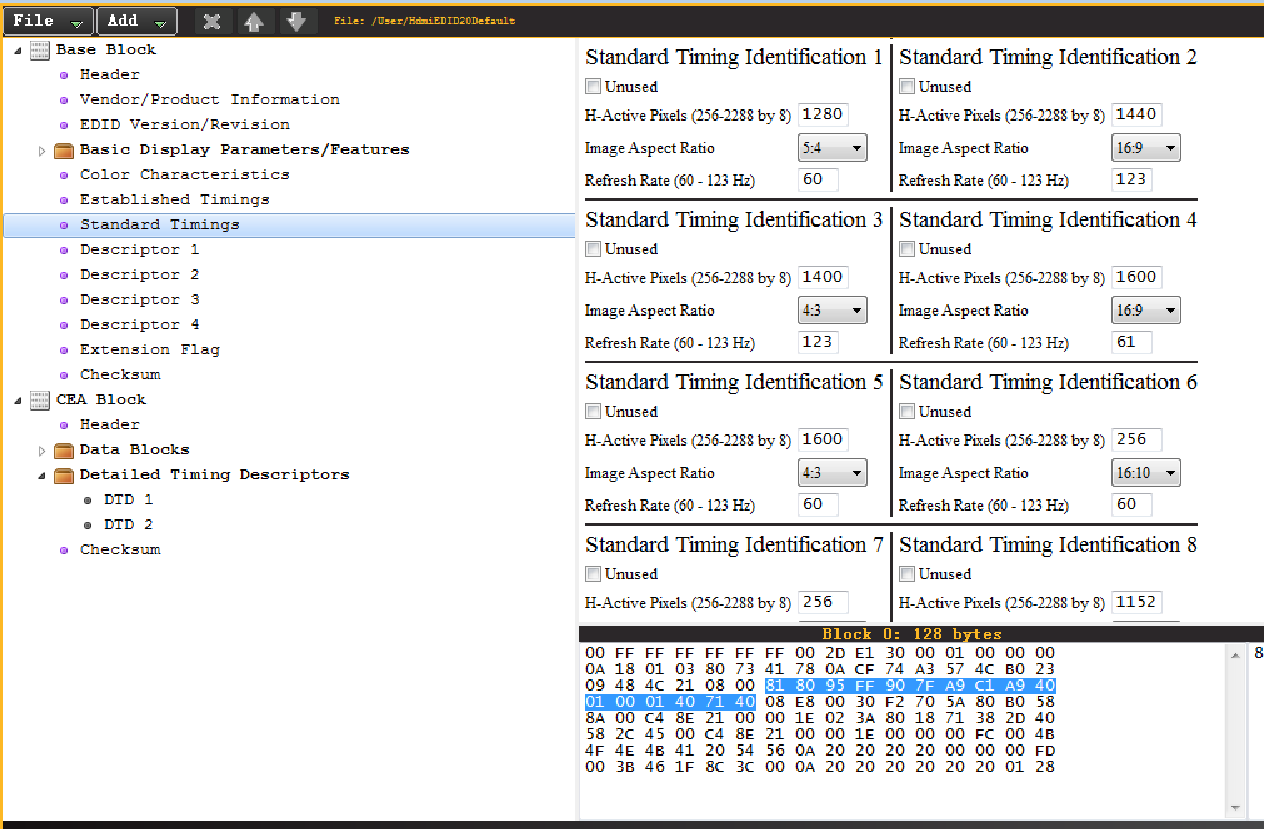 File Add File: /User/HdmiEDID20Default
Base Block
Header
Vendor/Product Information
EDID Version/Revision
Basic Display Parameters/Features
Color Characteristics
Established Timings
Standard Timings
Descriptor 1
Descriptor 2
Descriptor 3
Descriptor 4
Extension Flag
Checksum
CEA Block
Header
Data Blocks
Detailed Timing Descriptors
DTD 1
DTD 2
Checksum
Standard Timing Identification 1
Unused
H-Active Pixels (256-2288 by 8) 1280
Image Aspect Ratio 5:4
Refresh Rate (60 - 123 Hz) 60
Standard Timing Identification 2
Unused
H-Active Pixels (256-2288 by 8) 1440
Image Aspect Ratio 16:9
Refresh Rate (60 - 123 Hz) 123
Standard Timing Identification 3
Unused
H-Active Pixels (256-2288 by 8) 1400
Image Aspect Ratio 4:3
Refresh Rate (60 - 123 Hz) 123
Standard Timing Identification 4
Unused
H-Active Pixels (256-2288 by 8) 1600
Image Aspect Ratio 16:9
Refresh Rate (60 - 123 Hz) 61
Standard Timing Identification 5
Unused
H-Active Pixels (256-2288 by 8) 1600
Image Aspect Ratio 4:3
Refresh Rate (60 - 123 Hz) 60
Standard Timing Identification 6
Unused
H-Active Pixels (256-2288 by 8) 256
Image Aspect Ratio 16:10
Refresh Rate (60 - 123 Hz) 60
Standard Timing Identification 7
Unused
H-Active Pixels (256-2288 by 8) 256
Standard Timing Identification 8
Unused
H-Active Pixels (256-2288 by 8) 1152
Block 0: 128 bytes
00 FF FF FF FF FF FF 00 2D E1 30 00 01 00 00 00
0A 18 01 03 80 73 41 78 0A CF 74 A3 57 4C B0 23
09 48 4C 21 08 00 81 80 95 FF 90 7F A9 C1 A9 40
01 00 01 40 71 40 08 E8 00 30 F2 70 5A 80 B0 58
8A 00 C4 8E 21 00 00 1E 02 3A 80 18 71 38 2D 40
58 2C 45 00 C4 8E 21 00 00 1E 00 00 00 FC 00 4B
4F 4E 4B 41 20 54 56 0A 20 20 20 20 00 00 00 FD
00 3B 46 1F 8C 3C 00 0A 20 20 20 20 20 20 01 28
8